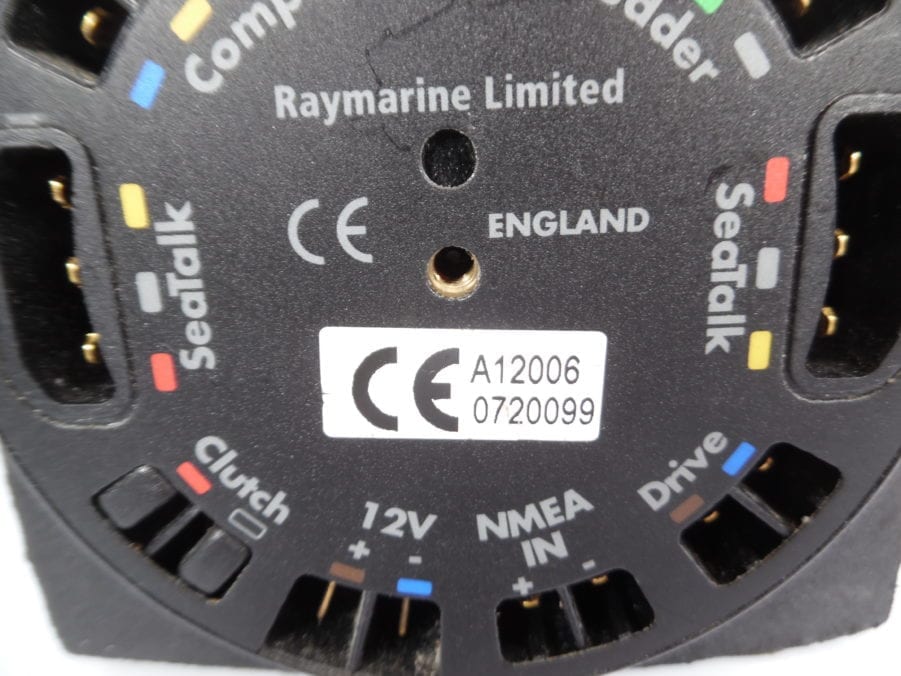 Raymarine Limited
CE
ENGLAND
SeaTalk
SeaTalk
CE A12006
0720099
Clutch
12V
+ -
NMEA
IN
+ -
Drive